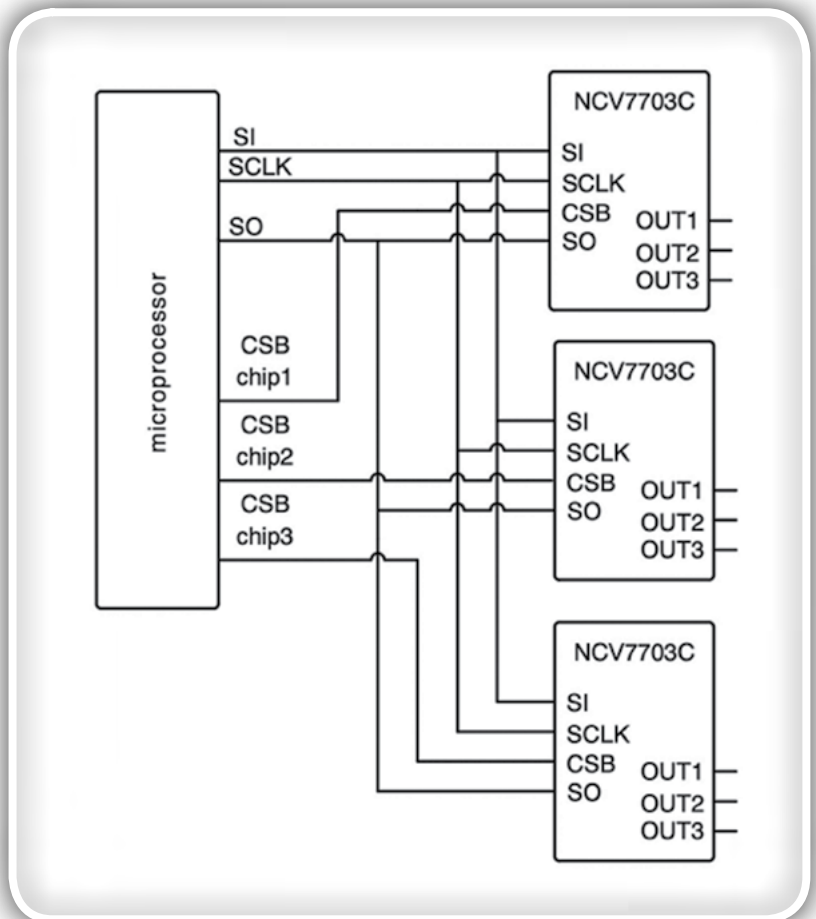 microprocessor
SI
SCLK
SO
CSB
chip1
CSB
chip2
CSB
chip3
NCV7703C
SI
SCLK
CSB
SO
OUT1
OUT2
OUT3
NCV7703C
SI
SCLK
CSB
SO
OUT1
OUT2
OUT3
NCV7703C
SI
SCLK
CSB
SO
OUT1
OUT2
OUT3